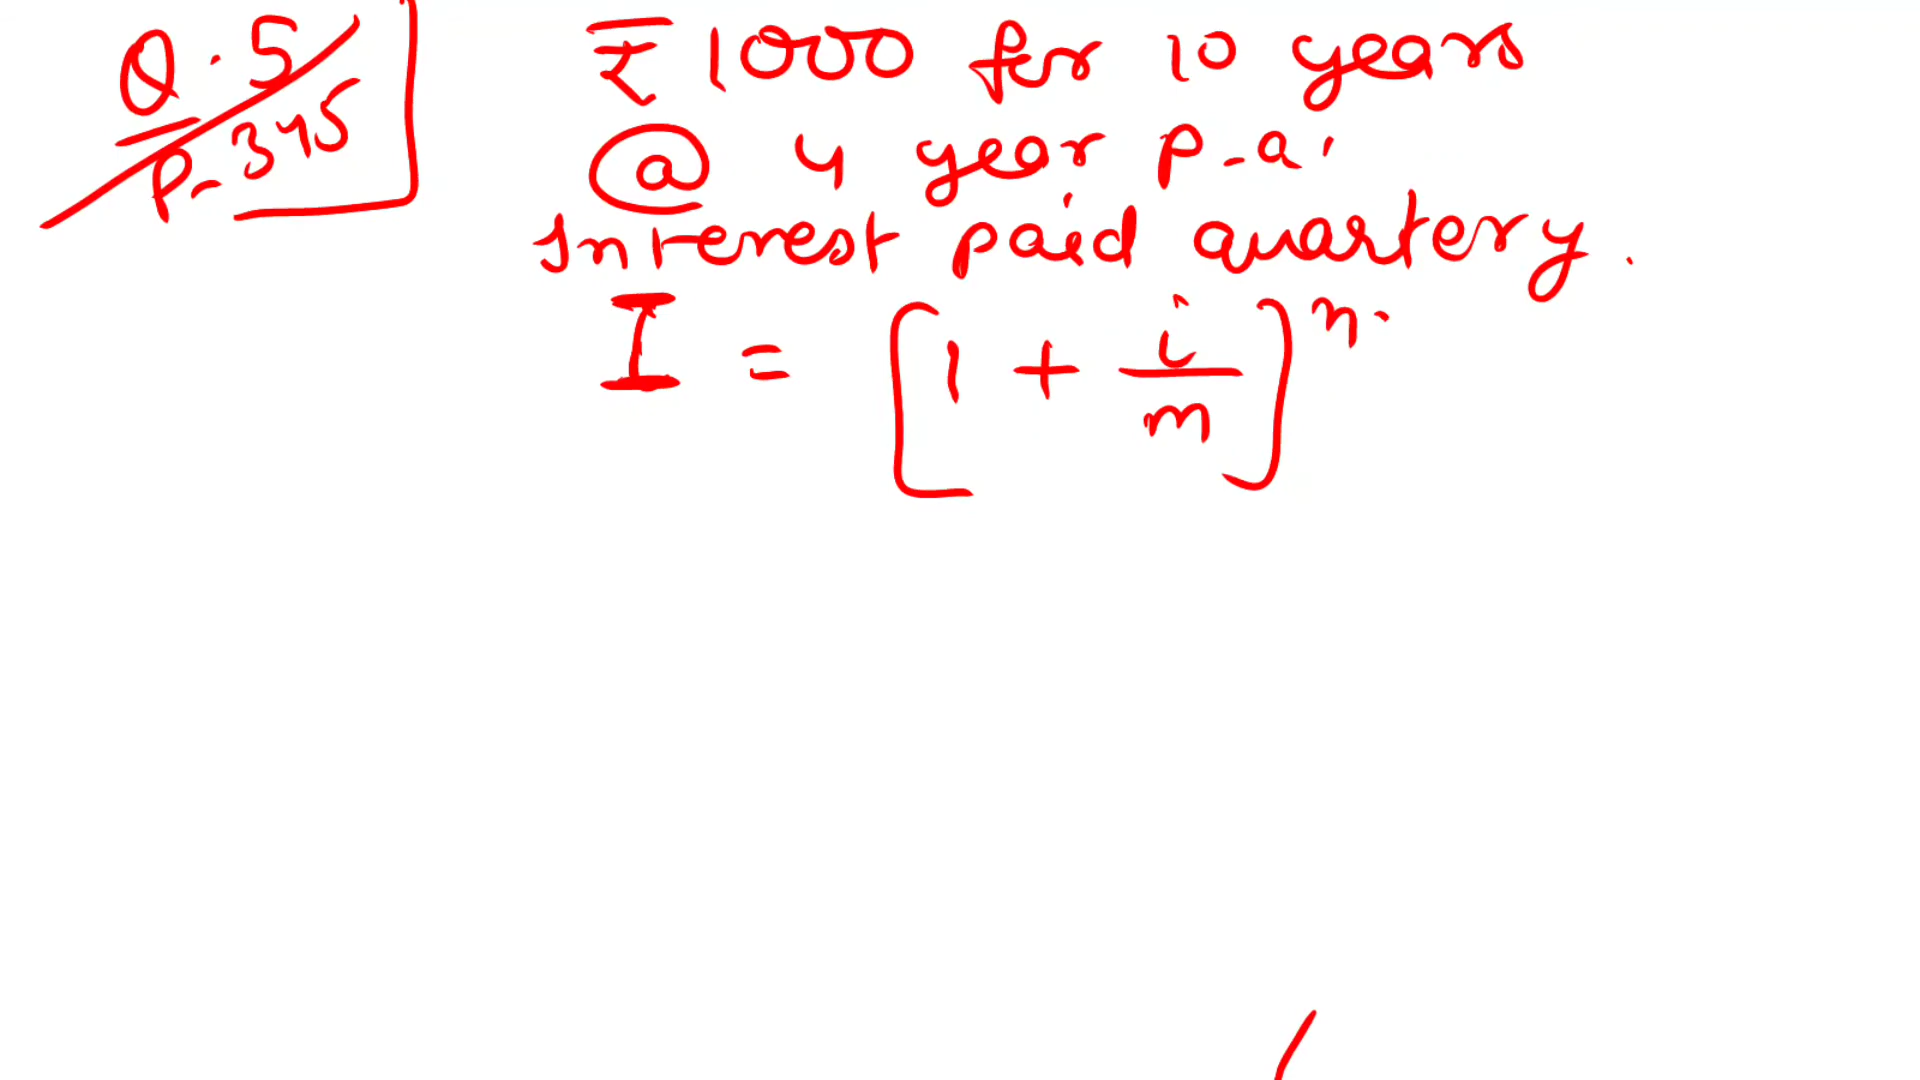 Q.5
P-345
₹ 1000 for 10 years
@ 4 year p.a.
Interest paid quartery.
I = [1 + i/m]^n.